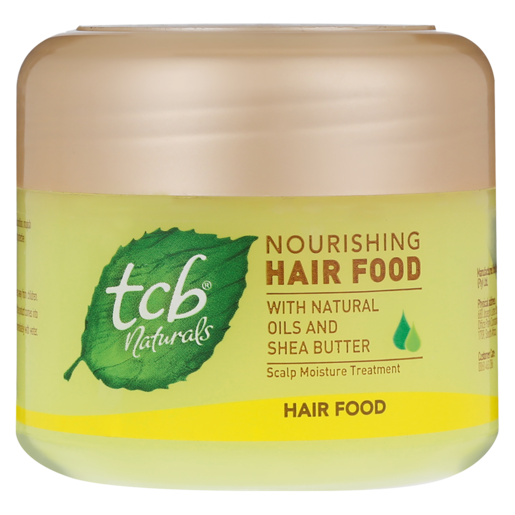 tcb®
Naturals
NOURISHING
HAIR FOOD
WITH NATURAL
OILS AND
SHEA BUTTER
Scalp Moisture Treatment
HAIR FOOD